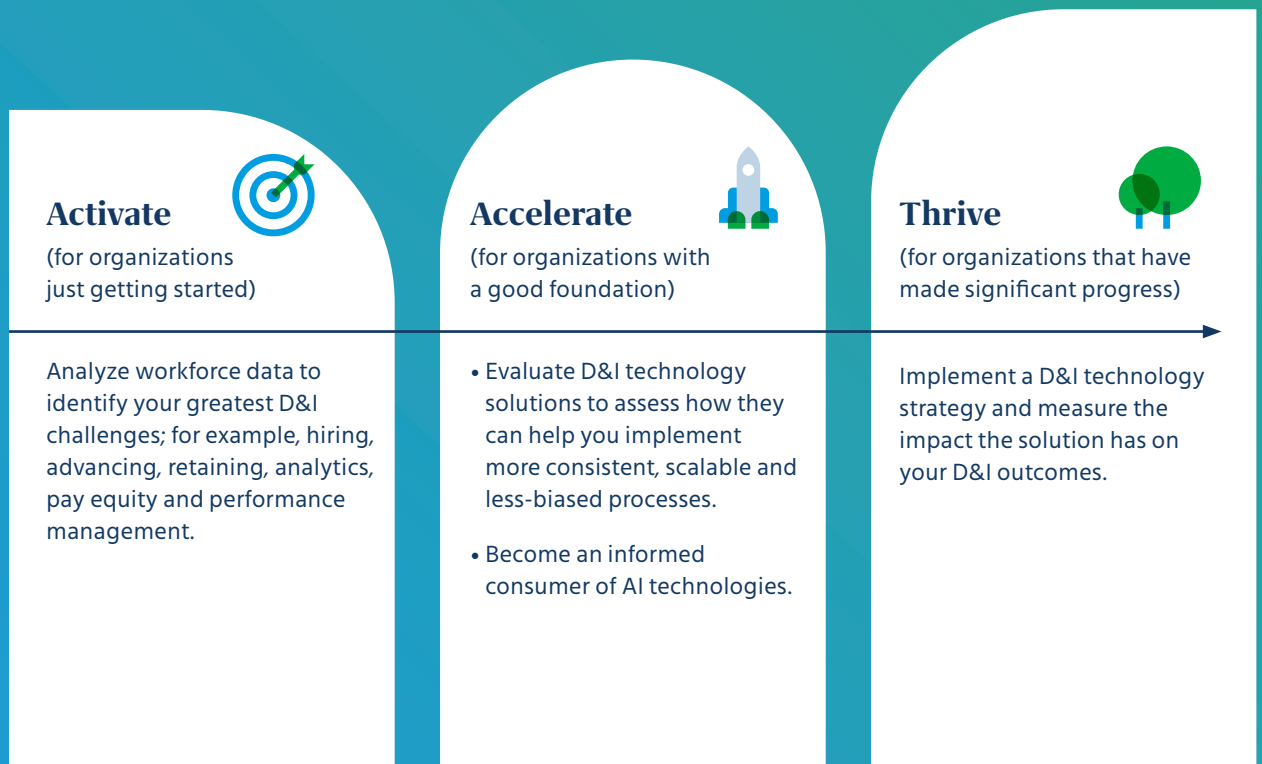 Activate
(for organizations
just getting started)
Analyze workforce data to
identify your greatest D&I
challenges; for example, hiring,
advancing, retaining, analytics,
pay equity and performance
management.
Accelerate
(for organizations with
a good foundation)
• Evaluate D&I technology
solutions to assess how they
can help you implement
more consistent, scalable and
less-biased processes.
• Become an informed
consumer of AI technologies.
Thrive
(for organizations that have
made significant progress)
Implement a D&I technology
strategy and measure the
impact the solution has on
your D&I outcomes.